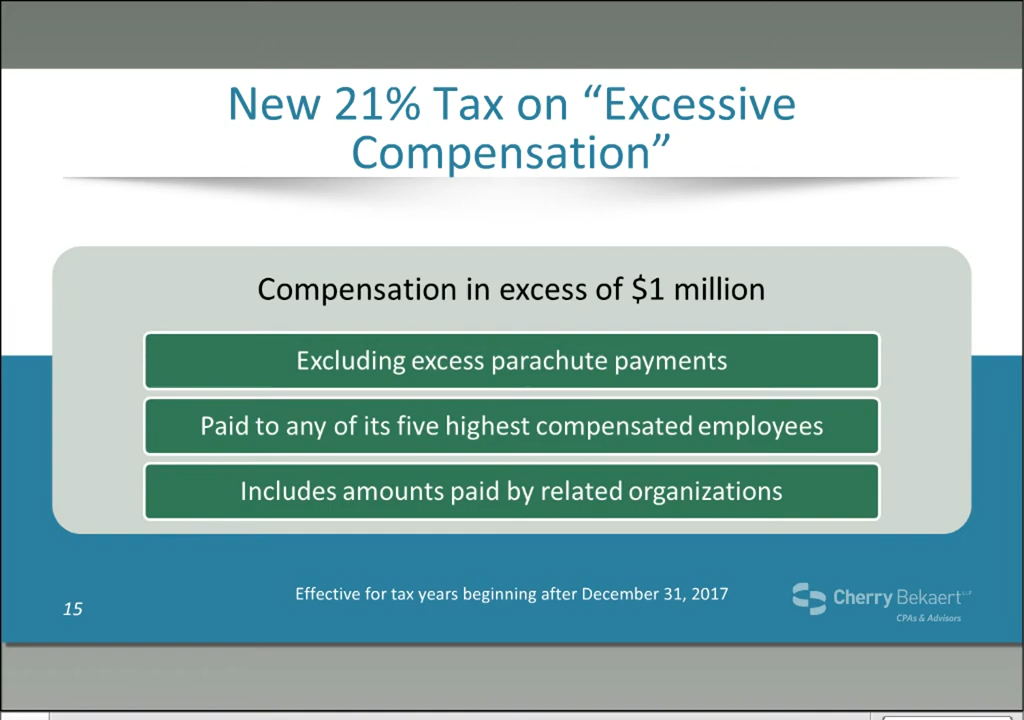 New 21% Tax on “Excessive
Compensation”
Compensation in excess of $1 million
Excluding excess parachute payments
Paid to any of its five highest compensated employees
Includes amounts paid by related organizations
Effective for tax years beginning after December 31, 2017
15
Cherry Bekaert LLP
CPAs & Advisors